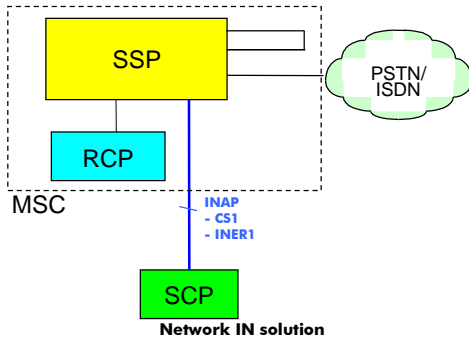 SSP
PSTN/
ISDN
RCP
MSC
INAP
- CS1
- INER1
SCP
Network IN solution